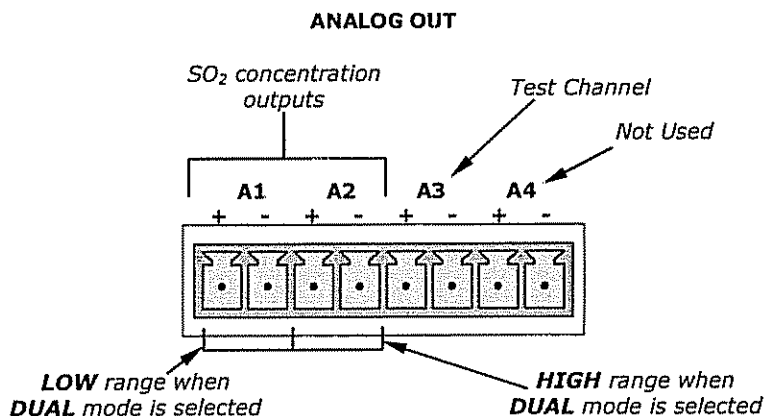 ANALOG OUT
SO₂ concentration
outputs
Test Channel
Not Used
A1 A2 A3 A4
+ - + - + - + -
LOW range when
DUAL mode is selected
HIGH range when
DUAL mode is selected